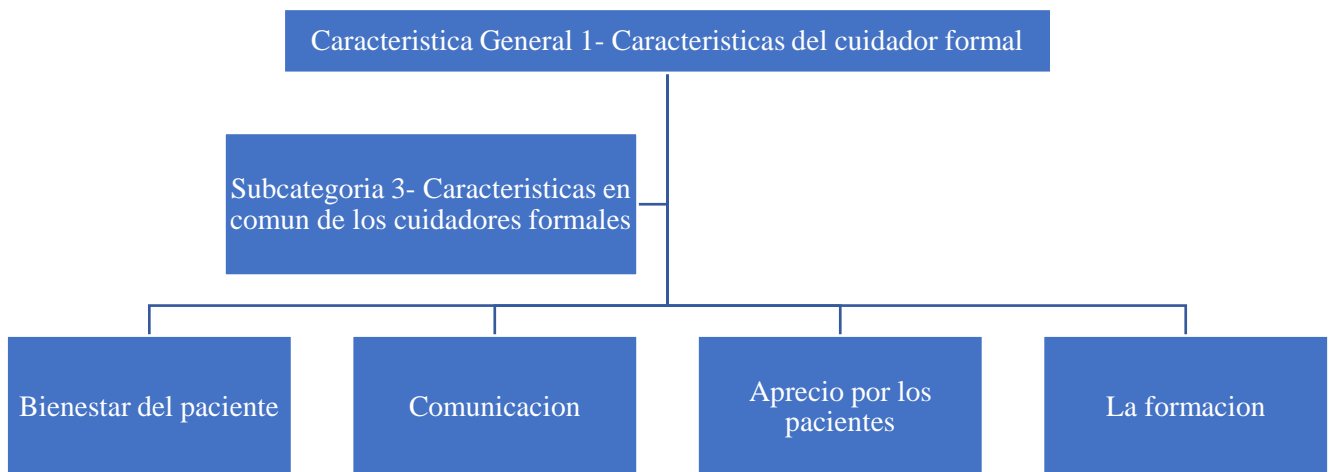 Caracteristica General 1- Caracteristicas del cuidador formal
Subcategoria 3- Caracteristicas en
comun de los cuidadores formales
Bienestar del paciente
Comunicacion
Aprecio por los
pacientes
La formacion